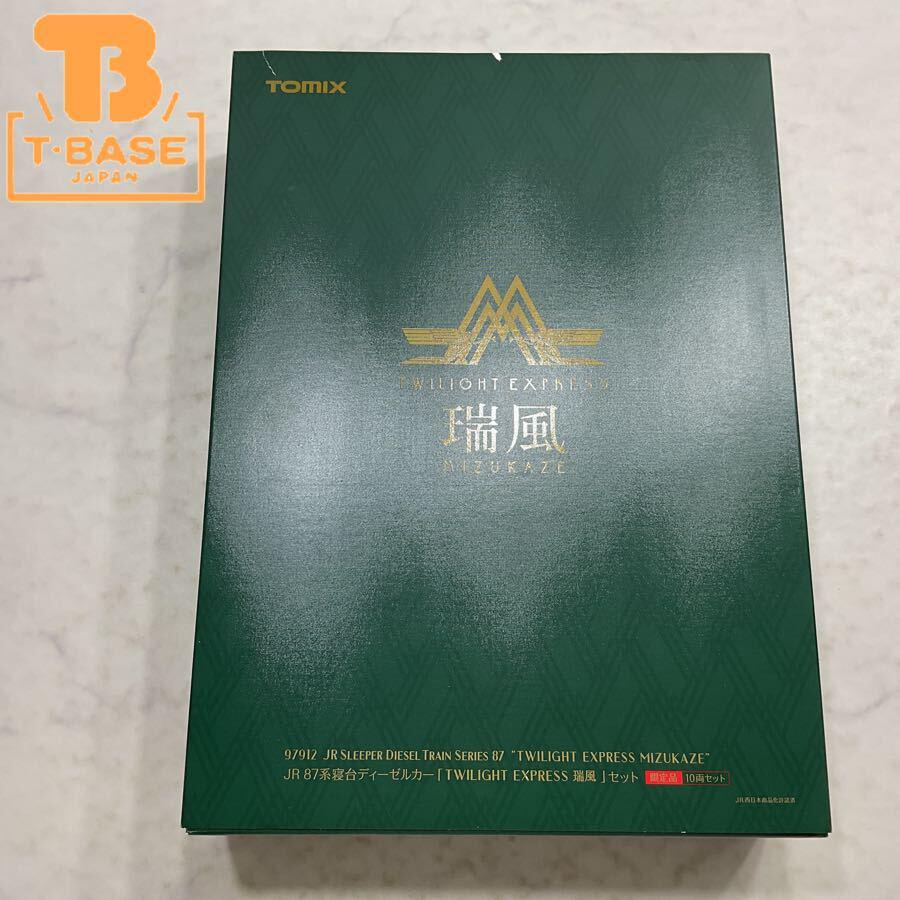 T·BASE
JAPAN
TOMIX
TWILIGHT EXPRESS
瑞風
MIZUKAZE
97912 JR SLEEPER DIESEL TRAIN SERIES 87 "TWILIGHT EXPRESS MIZUKAZE"
JR 87系寝台ディーゼルカー「TWILIGHT EXPRESS 瑞風」セット 限定品 10両セット
JR西日本商品化許諾済